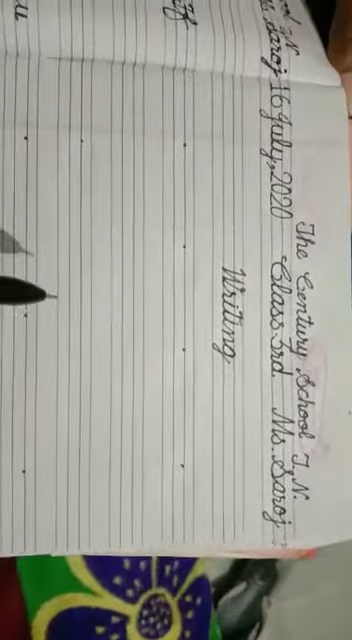 The Century School J.N.
16 July, 2020 Class-3rd. Ms. Saroj
Writing